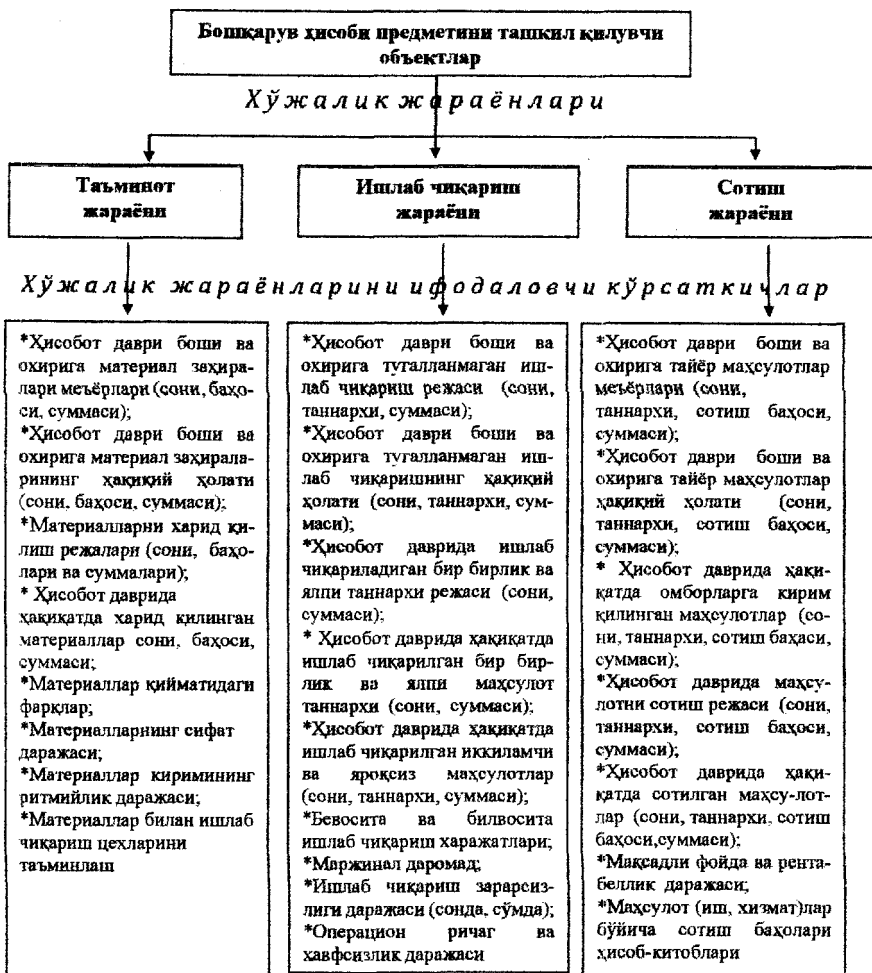 Бошқарув ҳисоби предметини ташкил қилувчи
объектлар
Хўжалик жараёнлари
Таъминот
жараёни
Ишлаб чиқариш
жараёни
Сотиш
жараёни
Хўжалик жараёнларини ифодаловчи кўрсаткичлар
*Ҳисобот даври боши ва
охирига материал заҳира-
лари меъёрлари (сони, баҳо-
си, суммаси);
*Ҳисобот даври боши ва
охирига материал заҳирала-
рининг ҳақиқий ҳолати
(сони, баҳоси, суммаси);
*Материалларни харид қи-
лиш режалари (сони, баҳо-
лари ва суммалари);
* Ҳисобот даврида
ҳақиқатда харид қилинган
материаллар сони, баҳоси,
суммаси;
*Материаллар қийматидаги
фарқлар;
*Материалларнинг сифат
даражаси;
*Материаллар киримининг
ритмийлик даражаси;
*Материаллар билан ишлаб
чиқариш цехларини
таъминлаш
*Ҳисобот даври боши ва
охирига тугалланмаган иш-
лаб чиқариш режаси (сони,
таннархи, суммаси);
*Ҳисобот даври боши ва
охирига тугалланмаган иш-
лаб чиқаришнинг ҳақиқий
ҳолати (сони, таннархи, сум-
маси);
*Ҳисобот даврида ишлаб
чиқариладиган бир бирлик ва
ялпи таннархи режаси (сони,
суммаси);
* Ҳисобот даврида ҳақиқатда
ишлаб чиқарилган бир бир-
лик ва ялпи маҳсулот
таннархи (сони, суммаси);
*Ҳисобот даврида ҳақиқатда
ишлаб чиқарилган иккиламчи
ва яроқсиз маҳсулотлар
(сони, таннархи, суммаси);
*Бевосита ва билвосита
ишлаб чиқариш харажатлари;
*Маржинал даромад;
*Ишлаб чиқариш зарарсиз-
лиги даражаси (сонда, сўмда);
*Операцион ричаг ва
хавфсизлик даражаси
*Ҳисобот даври боши ва
охирига тайёр маҳсулотлар
меъёрлари (сони,
таннархи, сотиш баҳоси,
суммаси);
*Ҳисобот даври боши ва
охирига тайёр маҳсулотлар
ҳақиқий ҳолати (сони,
таннархи, сотиш баҳоси,
суммаси);
* Ҳисобот даврида ҳақи-
қатда омборларга кирим
қилинган маҳсулотлар (со-
ни, таннархи, сотиш баҳаси,
суммаси);
*Ҳисобот даврида маҳсу-
лотни сотиш режаси (сони,
таннархи, сотиш баҳоси,
суммаси);
*Ҳисобот даврида ҳақи-
қатда сотилган маҳсу-лот-
лар (сони, таннархи, сотиш
баҳоси,суммаси);
*Мақсадли фойда ва рента-
беллик даражаси;
*Маҳсулот (иш, хизмат)лар
бўйича сотиш баҳолари
ҳисоб-китоблари